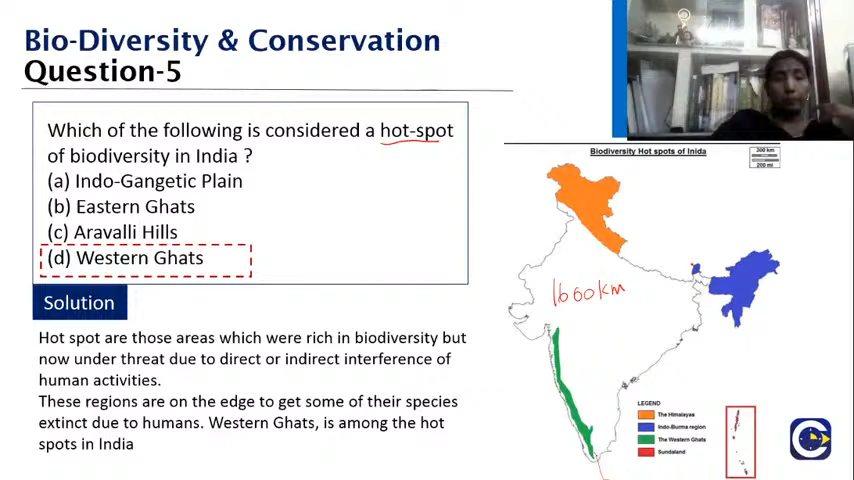 Bio-Diversity & Conservation
Question-5
Which of the following is considered a hot-spot
of biodiversity in India ?
(a) Indo-Gangetic Plain
(b) Eastern Ghats
(c) Aravalli Hills
(d) Western Ghats
Solution
Hot spot are those areas which were rich in biodiversity but
now under threat due to direct or indirect interference of
human activities.
These regions are on the edge to get some of their species
extinct due to humans. Western Ghats, is among the hot
spots in India
Biodiversity Hot spots of Inida
300 km
200 mi
1600km
LEGEND
The Himalayas
Indo-Burma region
The Western Ghats
Sundaland